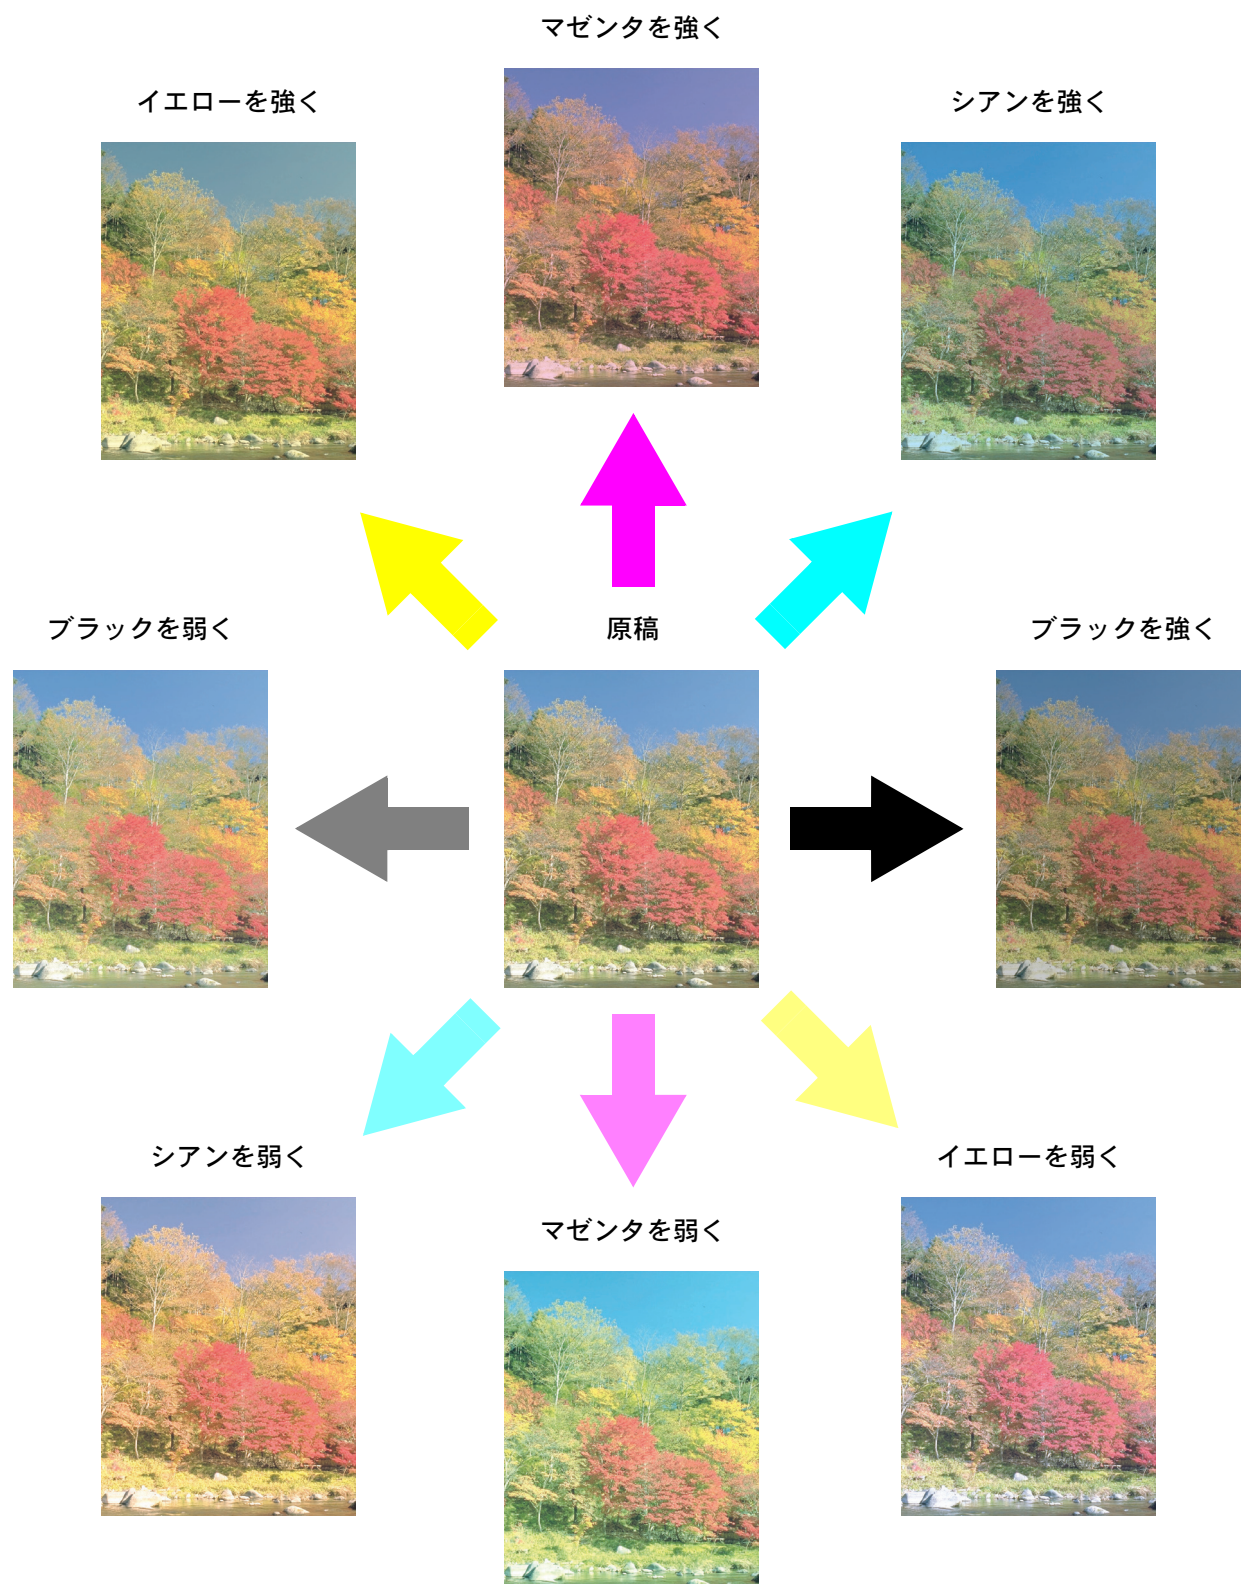 マゼンタを強く
イエローを強く
シアンを強く
ブラックを弱く
原稿
ブラックを強く
シアンを弱く
イエローを弱く
マゼンタを弱く